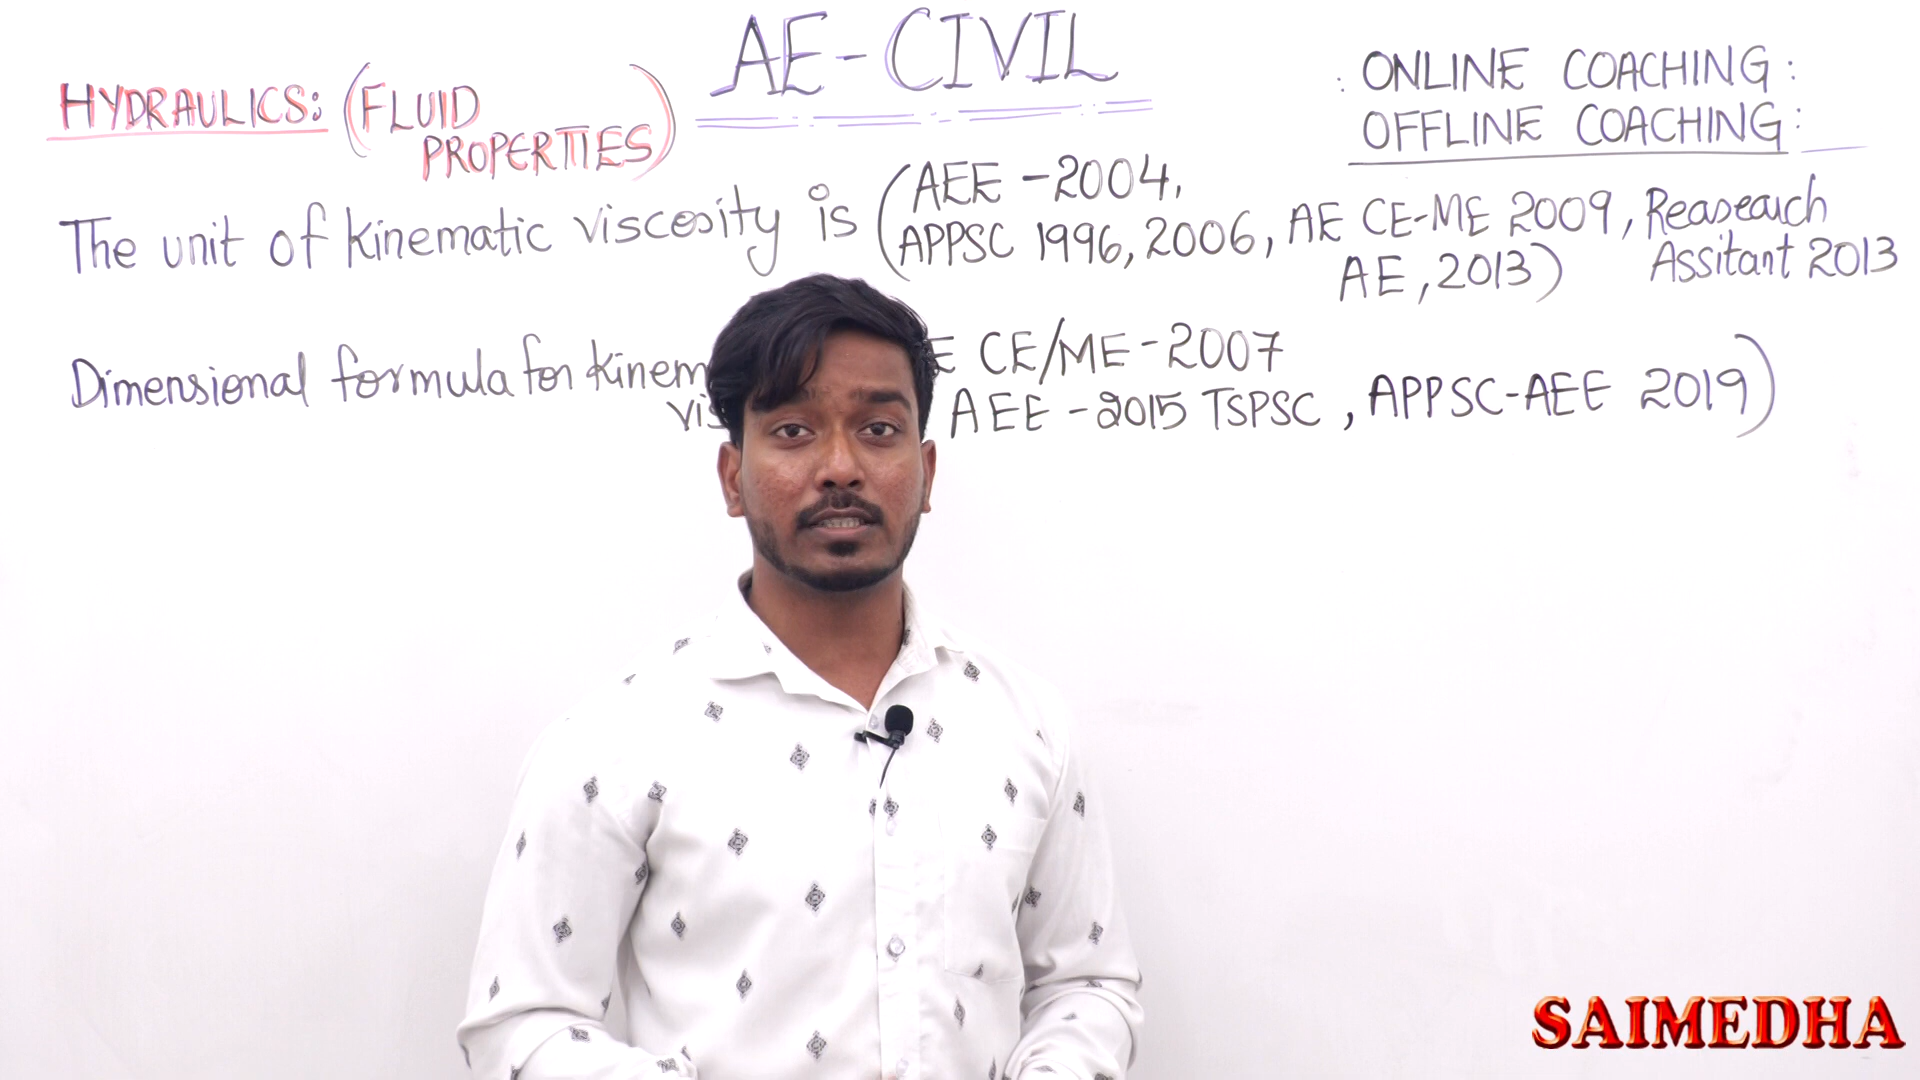 AE-CIVIL
HYDRAULICS: (FLUID
PROPERTIES)
: ONLINE COACHING:
OFFLINE COACHING:
The unit of kinematic viscosity is (AEE -2004,
APPSC 1996, 2006, AE CE-ME 2009, Reaseauch
AE, 2013) Assitant 2013
Dimensional formula for kinem E CE/ME-2007
vis AEE -2015 TSPSC, APPSC-AEE 2019)
SAIMEDHA